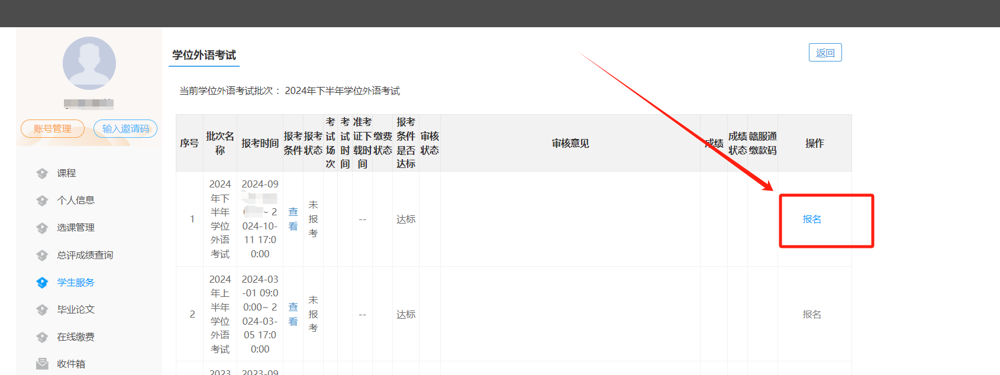 账号管理
输入邀请码
课程
个人信息
选课管理
总评成绩查询
学生服务
毕业论文
在线缴费
收件箱
学位外语考试
返回
当前学位外语考试批次： 2024年下半年学位外语考试
序号
批次名
称
报考时间
报考
条件
报考
状态
考
试
场
次
考
试
时
间
准考
证下
载时
间
缴费
状态
报考
条件
是否
达标
审核
状态
审核意见
成绩
成绩
状态
赣服通
缴款码
操作
1
2024
年下
半年
学位
外语
考试
2024-09
~ 2
024-10-
11 17:0
0:00
查
看
未
报
考
--
达标
报名
2
2024
年上
半年
学位
外语
考试
2024-03
-01 09:0
0:00~ 2
024-03-
05 17:0
0:00
查
看
未
报
考
--
达标
报名
2023
2023-09